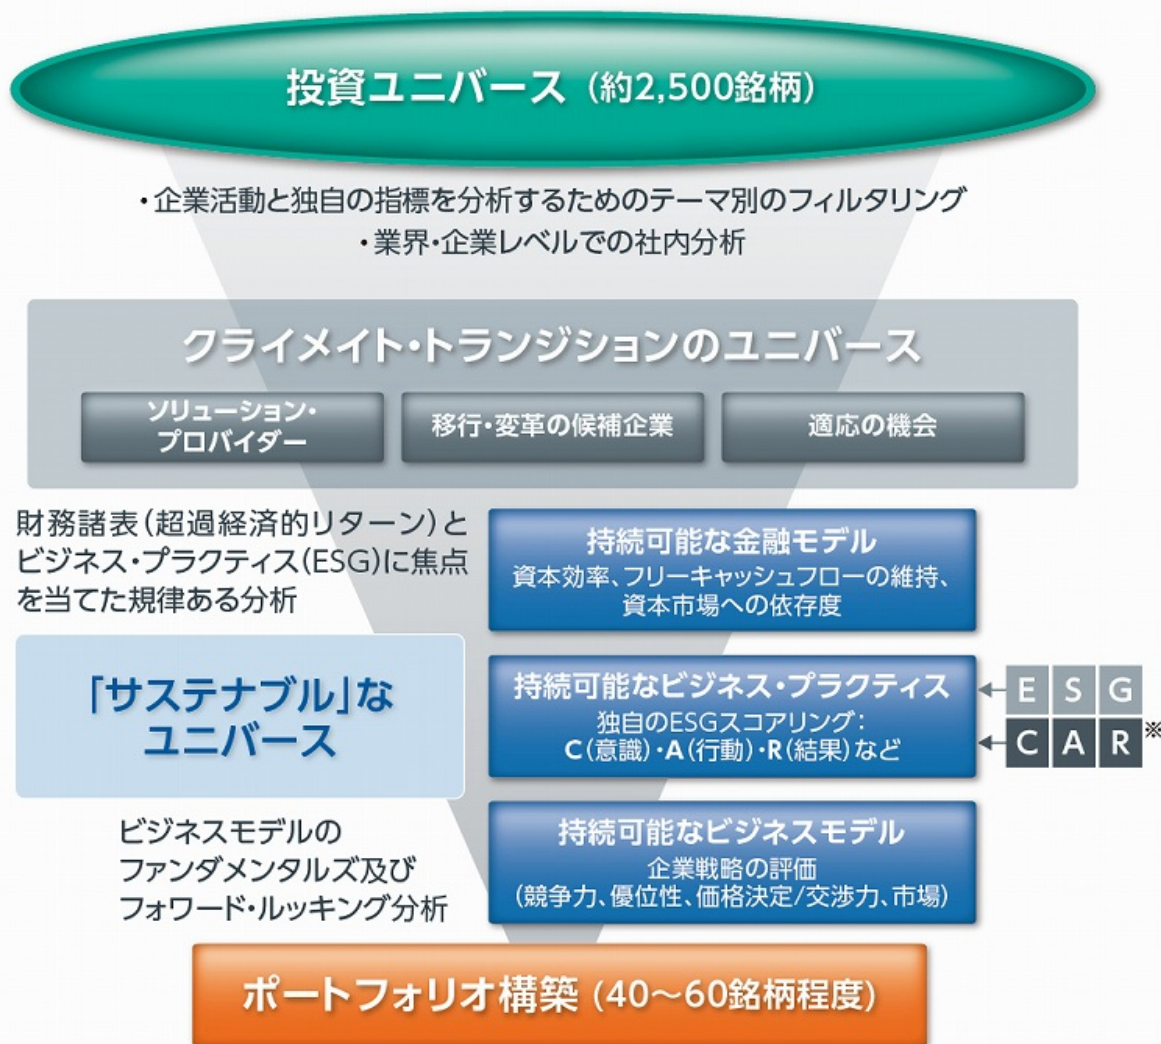 投資ユニバース (約2,500銘柄)
・企業活動と独自の指標を分析するためのテーマ別のフィルタリング
・業界・企業レベルでの社内分析
クライメイト・トランジションのユニバース
ソリューション・
プロバイダー
移行・変革の候補企業
適応の機会
財務諸表(超過経済的リターン)と
ビジネス・プラクティス(ESG)に焦点
を当てた規律ある分析
持続可能な金融モデル
資本効率、フリーキャッシュフローの維持、
資本市場への依存度
「サステナブル」な
ユニバース
持続可能なビジネス・プラクティス
独自のESGスコアリング:
C(意識)・A(行動)・R(結果)など
E S G
C A R ※
ビジネスモデルの
ファンダメンタルズ及び
フォワード・ルッキング分析
持続可能なビジネスモデル
企業戦略の評価
(競争力、優位性、価格決定/交渉力、市場)
ポートフォリオ構築 (40〜60銘柄程度)